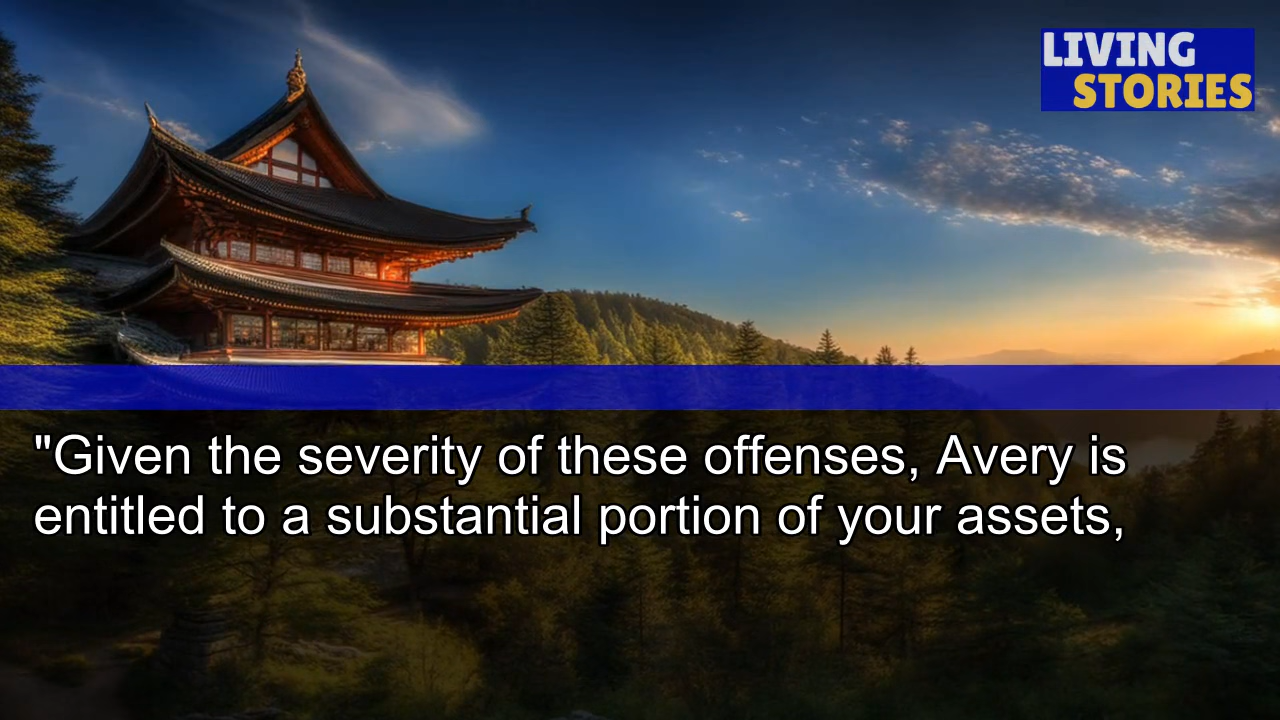 LIVING
STORIES
"Given the severity of these offenses, Avery is
entitled to a substantial portion of your assets,